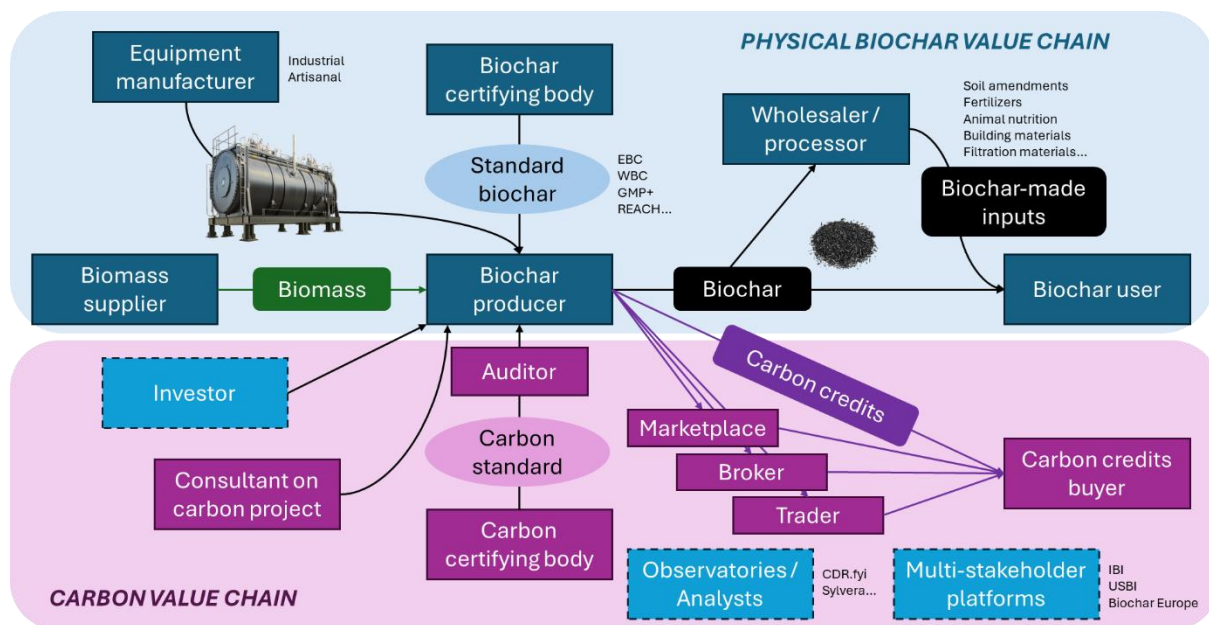 PHYSICAL BIOCHAR VALUE CHAIN
Equipment
manufacturer
Industrial
Artisanal
Biochar
certifying body
Wholesaler /
processor
Soil amendments
Fertilizers
Animal nutrition
Building materials
Filtration materials...
Standard
biochar
EBC
WBC
GMP+
REACH...
Biochar-made
inputs
Biomass
supplier
Biomass
Biochar
producer
Biochar
Biochar user
Investor
Auditor
Carbon credits
Marketplace
Broker
Trader
Carbon
standard
Consultant on
carbon project
Carbon credits
buyer
Carbon
certifying body
Observatories /
Analysts
CDR.fyi
Sylvera...
Multi-stakeholder
platforms
IBI
USBI
Biochar Europe
CARBON VALUE CHAIN